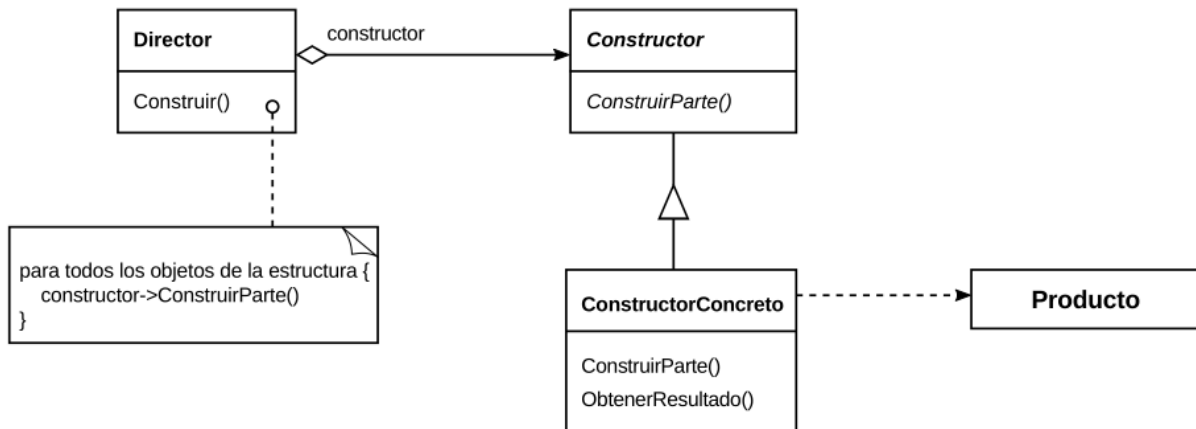 Director
Construir()
constructor
Constructor
ConstruirParte()
para todos los objetos de la estructura {
constructor->ConstruirParte()
}
ConstructorConcreto
ConstruirParte()
ObtenerResultado()
Producto